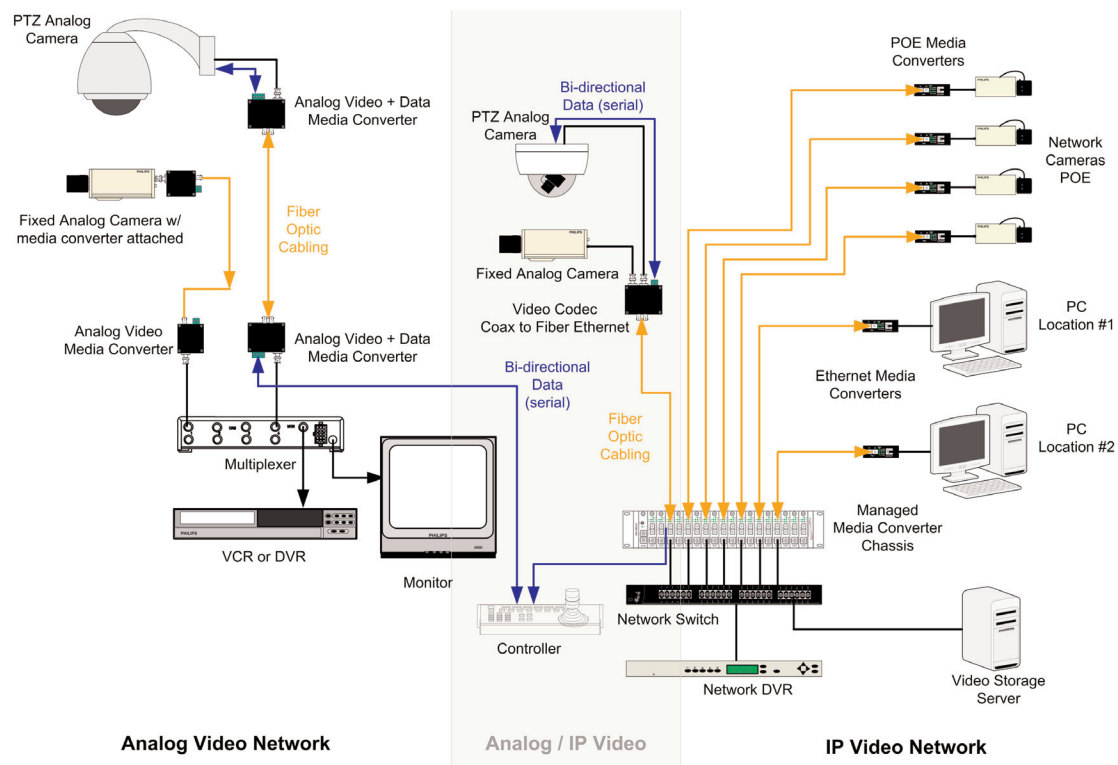 PTZ Analog
Camera
Analog Video + Data
Media Converter
PHILIPS
Fixed Analog Camera w/
media converter attached
Fiber
Optic
Cabling
Analog Video
Media Converter
Analog Video + Data
Media Converter
Bi-directional
Data
(serial)
Multiplexer
PHILIPS
VCR or DVR
PHILIPS
Monitor
Bi-directional
Data (serial)
PTZ Analog
Camera
PHILIPS
Fixed Analog Camera
Video Codec
Coax to Fiber Ethernet
Fiber
Optic
Cabling
Controller
POE Media
Converters
Network
Cameras
POE
PC
Location #1
Ethernet Media
Converters
PC
Location #2
Managed
Media Converter
Chassis
Network Switch
Network DVR
Video Storage
Server
Analog Video Network
Analog / IP Video
IP Video Network